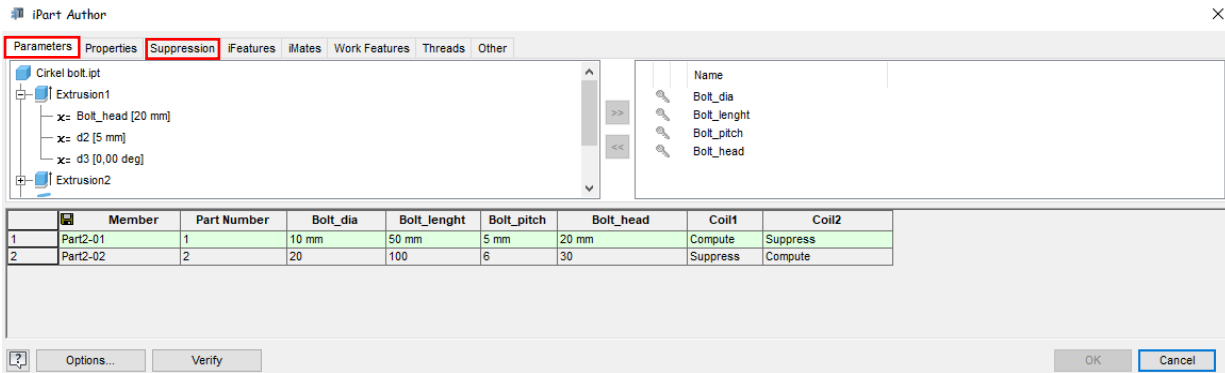 iPart Author
Parameters Properties Suppression iFeatures iMates Work Features Threads Other
Cirkel bolt.ipt
Extrusion1
x= Bolt_head [20 mm]
x= d2 [5 mm]
x= d3 [0,00 deg]
Extrusion2
>>
<<
Name
Bolt_dia
Bolt_lenght
Bolt_pitch
Bolt_head
Member Part Number Bolt_dia Bolt_lenght Bolt_pitch Bolt_head Coil1 Coil2
1 Part2-01 1 10 mm 50 mm 5 mm 20 mm Compute Suppress
2 Part2-02 2 20 100 6 30 Suppress Compute
? Options... Verify OK Cancel